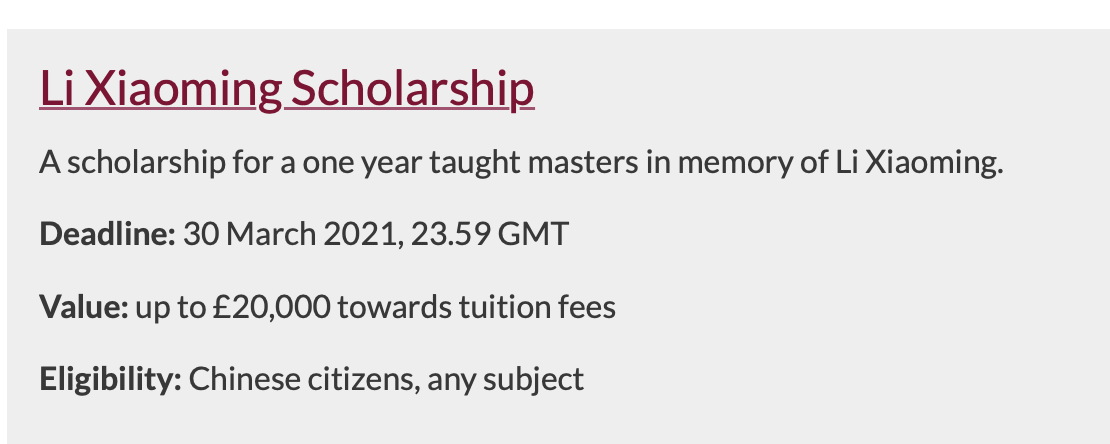 Li Xiaoming Scholarship
A scholarship for a one year taught masters in memory of Li Xiaoming.
Deadline: 30 March 2021, 23.59 GMT
Value: up to £20,000 towards tuition fees
Eligibility: Chinese citizens, any subject